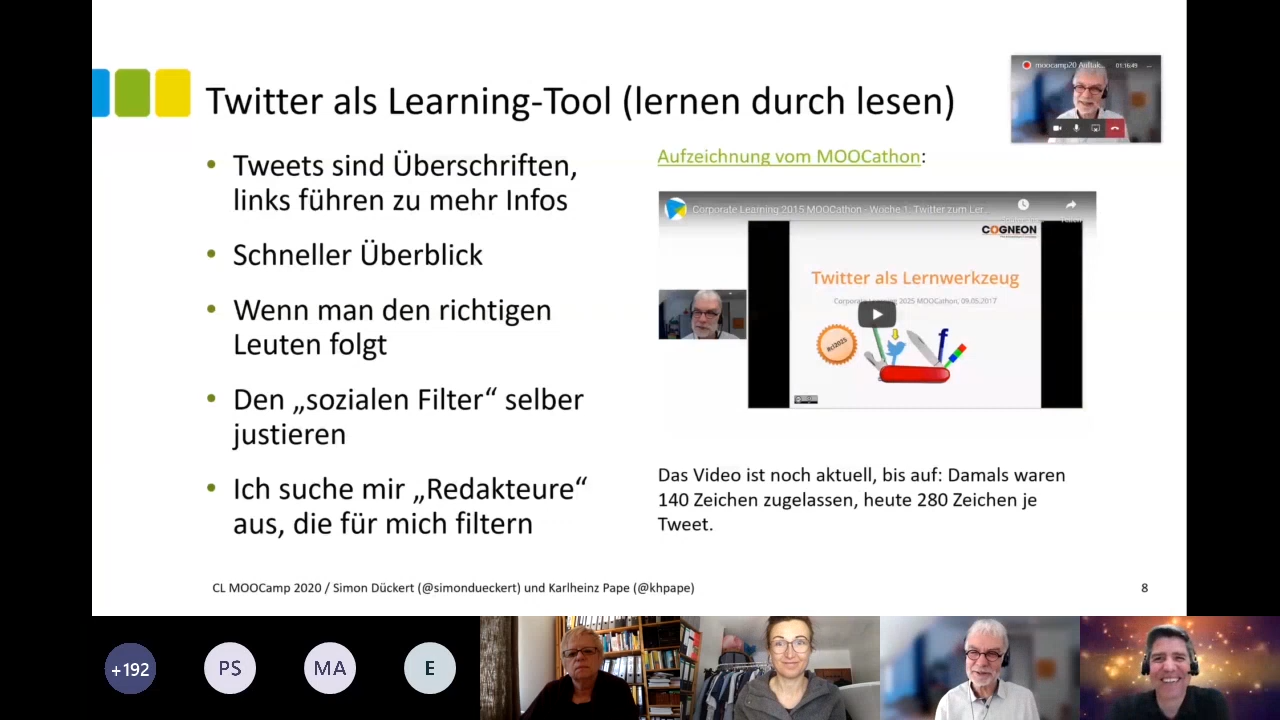 Twitter als Learning-Tool (lernen durch lesen)
moocamp20 Auftak...
01:16:49
...
• Tweets sind Überschriften,
links führen zu mehr Infos
• Schneller Überblick
• Wenn man den richtigen
Leuten folgt
• Den „sozialen Filter“ selber
justieren
• Ich suche mir „Redakteure“
aus, die für mich filtern
Aufzeichnung vom MOOCathon:
Corporate Learning 2015 MOOCathon - Woche 1: Twitter zum Ler...
COGNEON
Twitter als Lernwerkzeug
Corporate Learning 2025 MOOCathon, 09.05.2017
#cl2025
Das Video ist noch aktuell, bis auf: Damals waren
140 Zeichen zugelassen, heute 280 Zeichen je
Tweet.
CL MOOCamp 2020 / Simon Dückert (@simondueckert) und Karlheinz Pape (@khpape)
8
+192
PS
MA
E